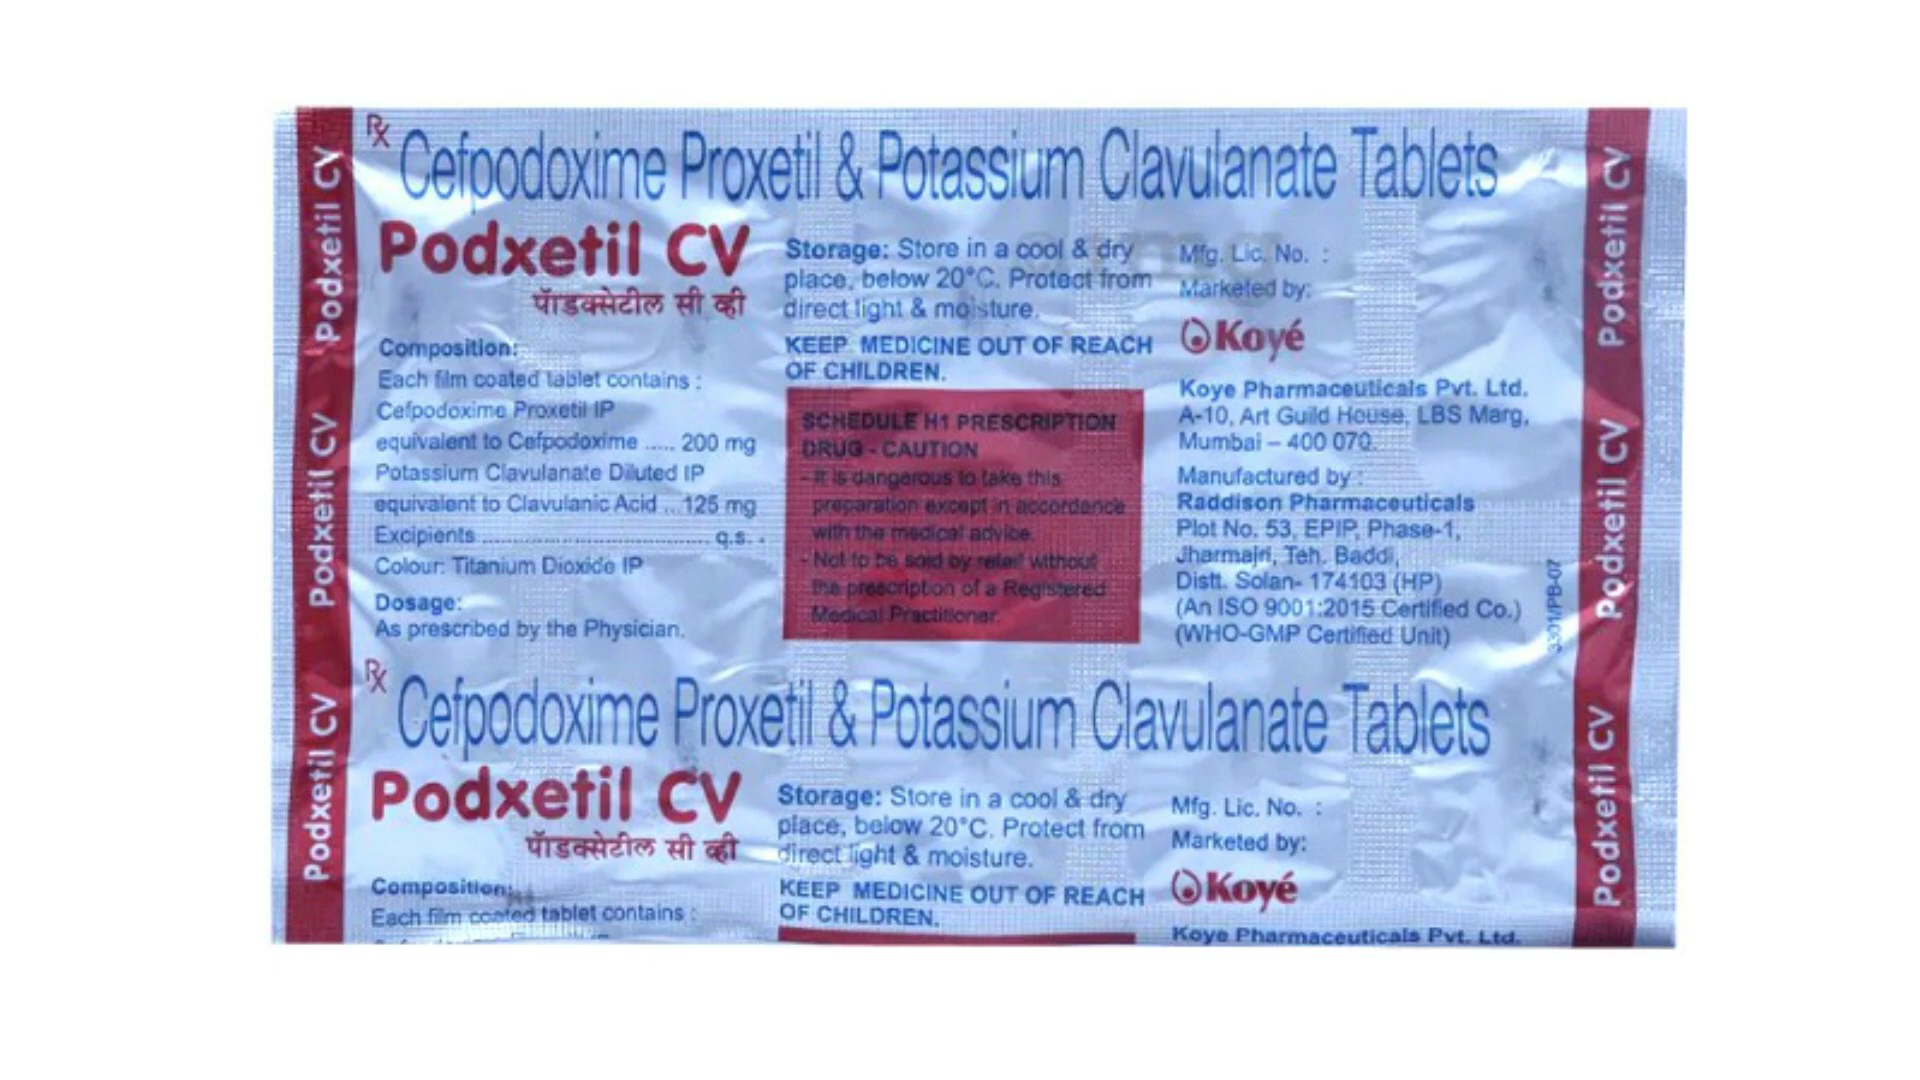 Rx
Cefpodoxime Proxetil & Potassium Clavulanate Tablets
Podxetil CV
पॅाडक्सेटील सी व्ही
Composition:
Each film coated tablet contains :
Cefpodoxime Proxetil IP
equivalent to Cefpodoxime ..... 200 mg
Potassium Clavulanate Diluted IP
equivalent to Clavulanic Acid ...125 mg
Excipients ........................................ q.s.
Colour: Titanium Dioxide IP
Dosage:
As prescribed by the Physician.
Storage: Store in a cool & dry
place, below 20°C. Protect from
direct light & moisture.
KEEP MEDICINE OUT OF REACH
OF CHILDREN.
SCHEDULE H1 PRESCRIPTION
DRUG - CAUTION
- It is dangerous to take this
preparation except in accordance
with the medical advice.
- Not to be sold by retail without
the prescription of a Registered
Medical Practitioner.
Mfg. Lic. No. :
Marketed by:
Koyé
Koye Pharmaceuticals Pvt. Ltd.
A-10, Art Guild House, LBS Marg,
Mumbai – 400 070.
Manufactured by :
Raddison Pharmaceuticals
Plot No. 53, EPIP, Phase-1,
Jharmajri, Teh. Baddi,
Distt. Solan- 174103 (HP)
(An ISO 9001:2015 Certified Co.)
(WHO-GMP Certified Unit)
3301/PB-07
Rx
Cefpodoxime Proxetil & Potassium Clavulanate Tablets
Podxetil CV
पॅाडक्सेटील सी व्ही
Composition:
Each film coated tablet contains :
Storage: Store in a cool & dry
place, below 20°C. Protect from
direct light & moisture.
KEEP MEDICINE OUT OF REACH
OF CHILDREN.
Mfg. Lic. No. :
Marketed by:
Koyé
Koye Pharmaceuticals Pvt. Ltd.
Podxetil CV
Podxetil CV
Podxetil CV
Podxetil CV
Podxetil CV
Podxetil CV